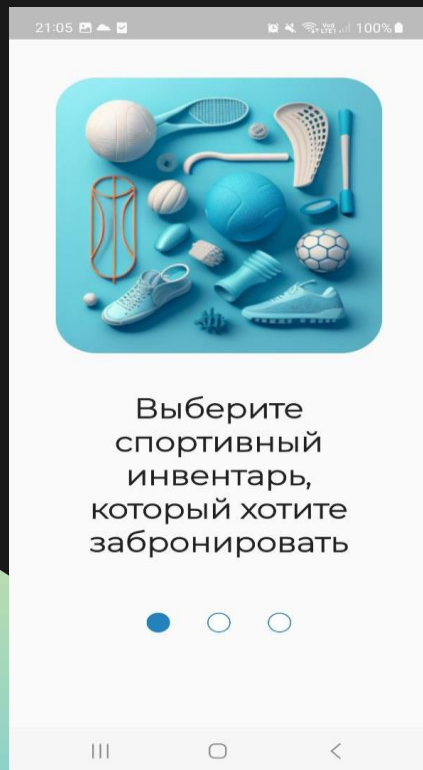 21:05 100%
Выберите
спортивный
инвентарь,
который хотите
забронировать